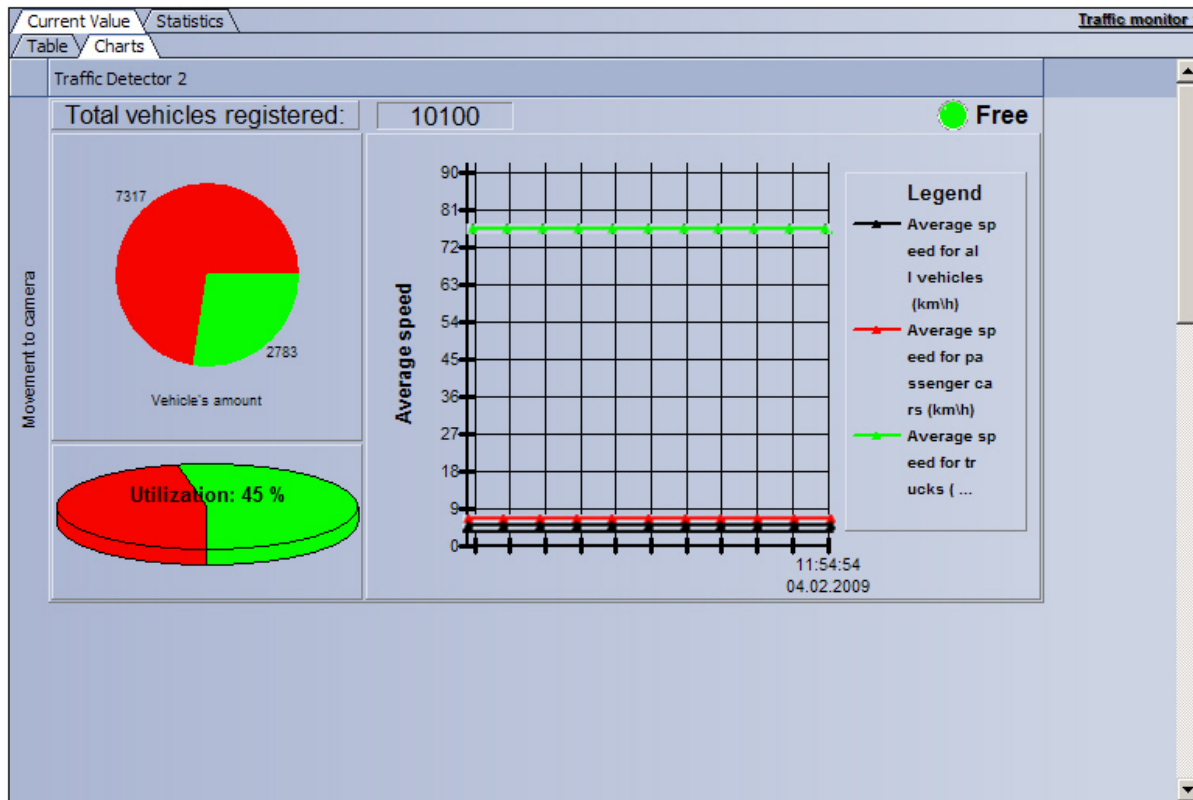 Current Value Statistics Traffic monitor
Table Charts
Traffic Detector 2
Movement to camera
Total vehicles registered: 10100 Free
7317
2783
Vehicle's amount
Utilization: 45 %
Average speed
90
81
72
63
54
45
36
27
18
9
0
11:54:54
04.02.2009
Legend
Average sp
eed for al
l vehicles
(km\h)
Average sp
eed for pa
ssenger ca
rs (km\h)
Average sp
eed for tr
ucks ( ...